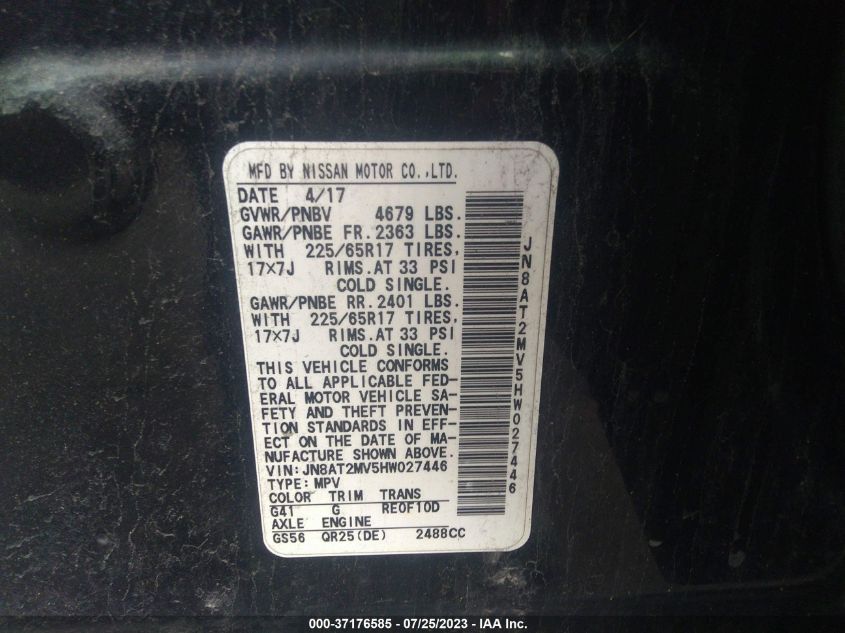 MFD BY NISSAN MOTOR CO.,LTD.
DATE 4/17
GVWR/PNBV 4679 LBS.
GAWR/PNBE FR. 2363 LBS.
WITH 225/65R17 TIRES,
17×7J RIMS.AT 33 PSI
COLD SINGLE.
GAWR/PNBE RR. 2401 LBS.
WITH 225/65R17 TIRES,
17×7J RIMS.AT 33 PSI
COLD SINGLE.
THIS VEHICLE CONFORMS
TO ALL APPLICABLE FED-
ERAL MOTOR VEHICLE SA-
FETY AND THEFT PREVEN-
TION STANDARDS IN EFF-
ECT ON THE DATE OF MA-
NUFACTURE SHOWN ABOVE.
VIN:JN8AT2MV5HW027446
TYPE:MPV
COLOR TRIM TRANS
G41 G RE0F10D
AXLE ENGINE
GS56 QR25(DE) 2488CC
JN8AT2MV5HW027446
000-37176585 - 07/25/2023 - © IAA Inc.